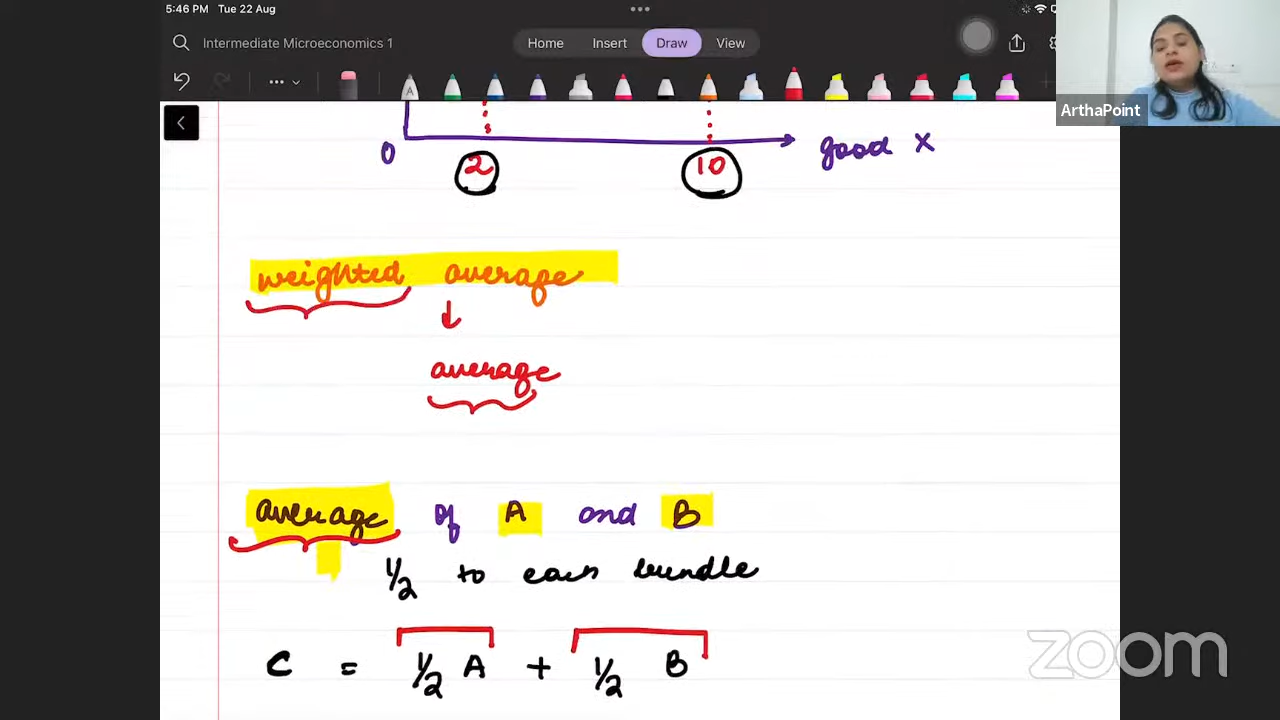 5:46 PM Tue 22 Aug
Intermediate Microeconomics 1
Home Insert Draw View
A
ArthaPoint
0 2 10 good X
weighted average
average
average of A and B
1/2 to each bundle
C = 1/2 A + 1/2 B
zoom